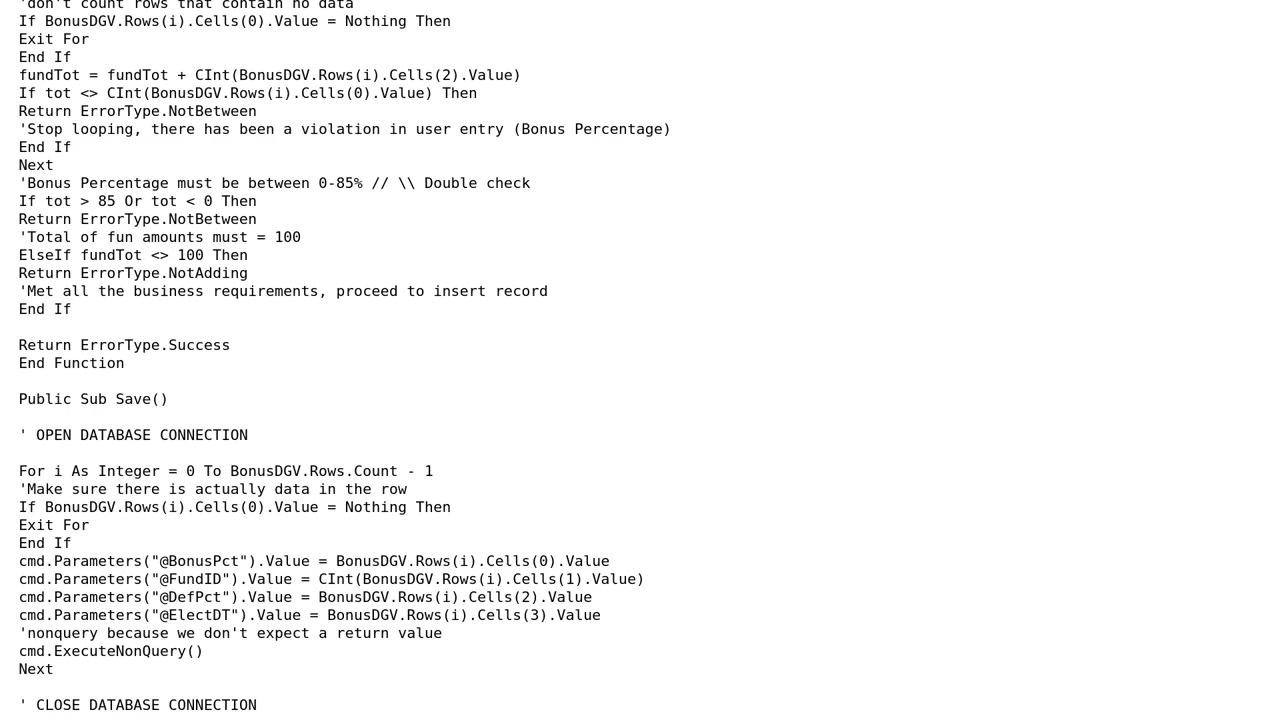 'don't count rows that contain no data
If BonusDGV.Rows(i).Cells(0).Value = Nothing Then
Exit For
End If
fundTot = fundTot + CInt(BonusDGV.Rows(i).Cells(2).Value)
If tot <> CInt(BonusDGV.Rows(i).Cells(0).Value) Then
Return ErrorType.NotBetween
'Stop looping, there has been a violation in user entry (Bonus Percentage)
End If
Next
'Bonus Percentage must be between 0-85% // \\ Double check
If tot > 85 Or tot < 0 Then
Return ErrorType.NotBetween
'Total of fun amounts must = 100
ElseIf fundTot <> 100 Then
Return ErrorType.NotAdding
'Met all the business requirements, proceed to insert record
End If

Return ErrorType.Success
End Function

Public Sub Save()

' OPEN DATABASE CONNECTION

For i As Integer = 0 To BonusDGV.Rows.Count - 1
'Make sure there is actually data in the row
If BonusDGV.Rows(i).Cells(0).Value = Nothing Then
Exit For
End If
cmd.Parameters("@BonusPct").Value = BonusDGV.Rows(i).Cells(0).Value
cmd.Parameters("@FundID").Value = CInt(BonusDGV.Rows(i).Cells(1).Value)
cmd.Parameters("@DefPct").Value = BonusDGV.Rows(i).Cells(2).Value
cmd.Parameters("@ElectDT").Value = BonusDGV.Rows(i).Cells(3).Value
'nonquery because we don't expect a return value
cmd.ExecuteNonQuery()
Next

' CLOSE DATABASE CONNECTION